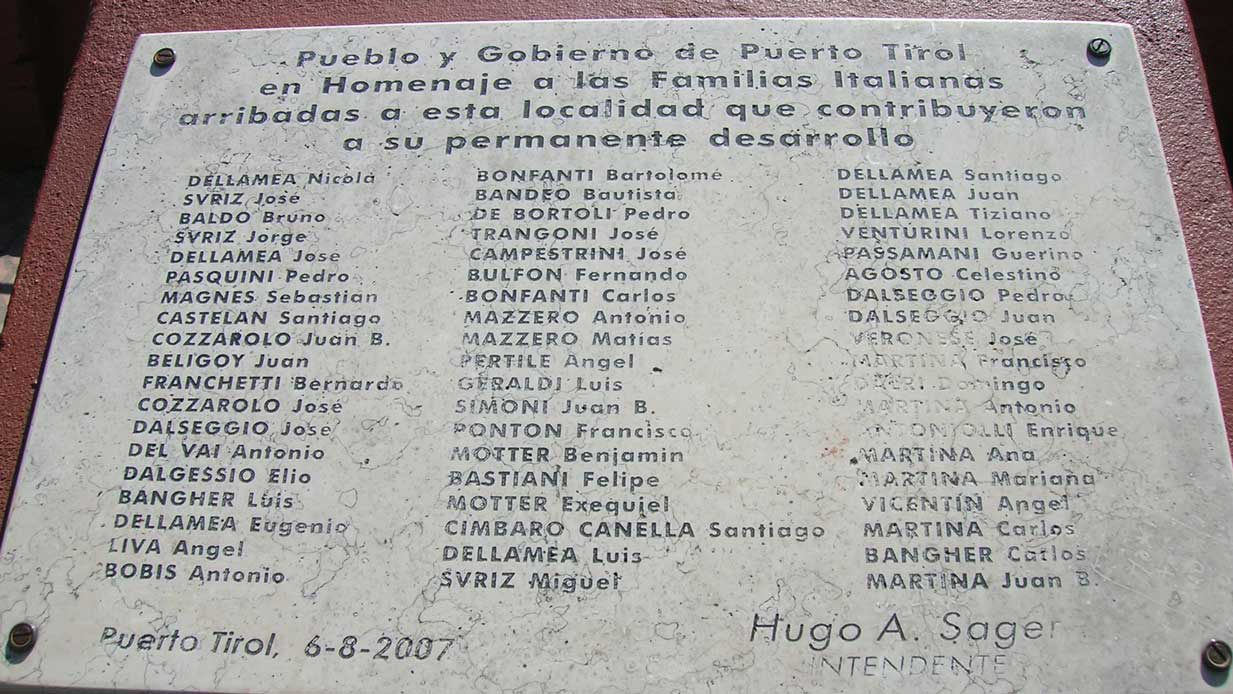 Pueblo y Gobierno de Puerto Tirol
en Homenaje a las Familias Italianas
arribadas a esta localidad que contribuyeron
a su permanente desarrollo
DELLAMEA Nicolá
SVRIZ José
BALDO Bruno
SVRIZ Jorge
DELLAMEA José
PASQUINI Pedro
MAGNES Sebastian
CASTELAN Santiago
COZZAROLO Juan B.
BELIGOY Juan
FRANCHETTI Bernardo
COZZAROLO José
DALSEGGIO José
DEL VAI Antonio
DALGESSIO Elio
BANGHER Luis
DELLAMEA Eugenio
LIVA Angel
BOBIS Antonio
BONFANTI Bartolomé
BANDEO Bautista
DE BORTOLI Pedro
TRANGONI José
CAMPESTRINI José
BULFON Fernando
BONFANTI Carlos
MAZZERO Antonio
MAZZERO Matías
PERTILE Angel
GERALDI Luis
SIMONI Juan B.
PONTON Francisco
MOTTER Benjamin
BASTIANI Felipe
MOTTER Exequiel
CIMBARO CANELLA Santiago
DELLAMEA Luis
SVRIZ Miguel
DELLAMEA Santiago
DELLAMEA Juan
DELLAMEA Tiziano
VENTURINI Lorenzo
PASSAMANI Guerino
AGOSTO Celestino
DALSEGGIO Pedro
DALSEGGIO Juan
VERONESE José
MARTINA Francisco
Domingo
MARTINA Antonio
ANTONIOLLI Enrique
MARTINA Ana
MARTINA Mariana
VICENTÍN Angel
MARTINA Carlos
BANGHER Carlos
MARTINA Juan B.
Puerto Tirol, 6-8-2007
Hugo A. Sager
INTENDENTE